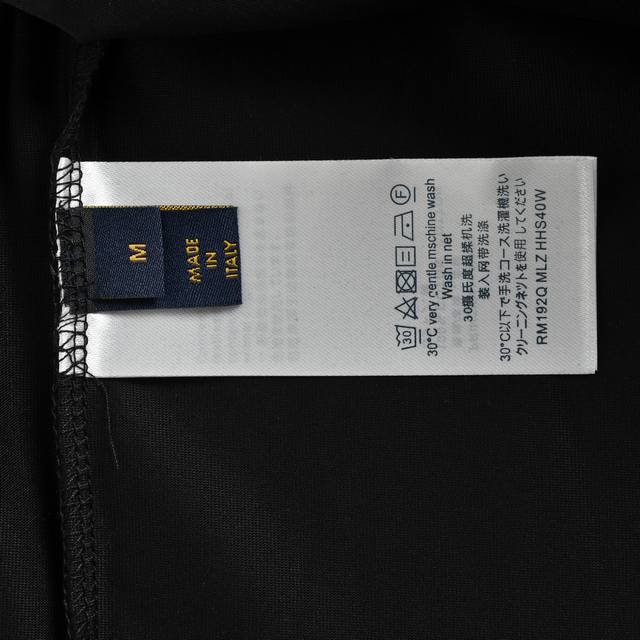 M
MADE
IN
ITALY
30
30°C very gentle mschine wash
Wash in net
30摄氏度超柔机洗
装入网带洗涤
30°C以下で手洗コース洗濯機洗い
クリーニングネットを使用してください
RM192Q MLZ HHIS40W